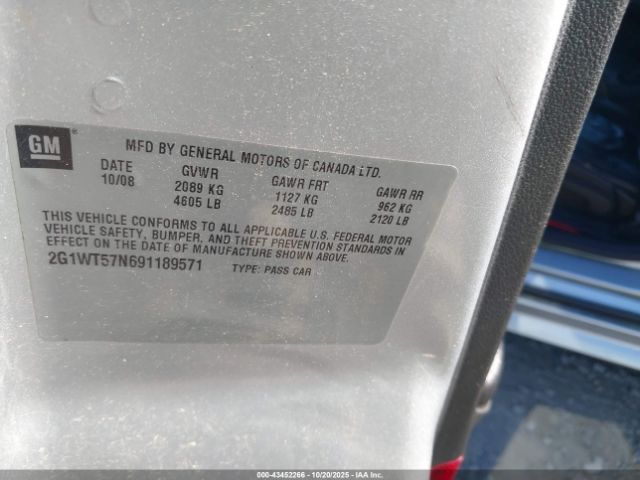 GM
MFD BY GENERAL MOTORS OF CANADA LTD.
DATE GVWR GAWR FRT GAWR RR
10/08 2089 KG 1127 KG 962 KG
4605 LB 2485 LB 2120 LB
THIS VEHICLE CONFORMS TO ALL APPLICABLE U.S. FEDERAL MOTOR
VEHICLE SAFETY, BUMPER, AND THEFT PREVENTION STANDARDS IN
EFFECT ON THE DATE OF MANUFACTURE SHOWN ABOVE.
2G1WT57N691189571 TYPE: PASS CAR
000-43452266 - 10/20/2025 - COPYRIGHT IAA, LLC.